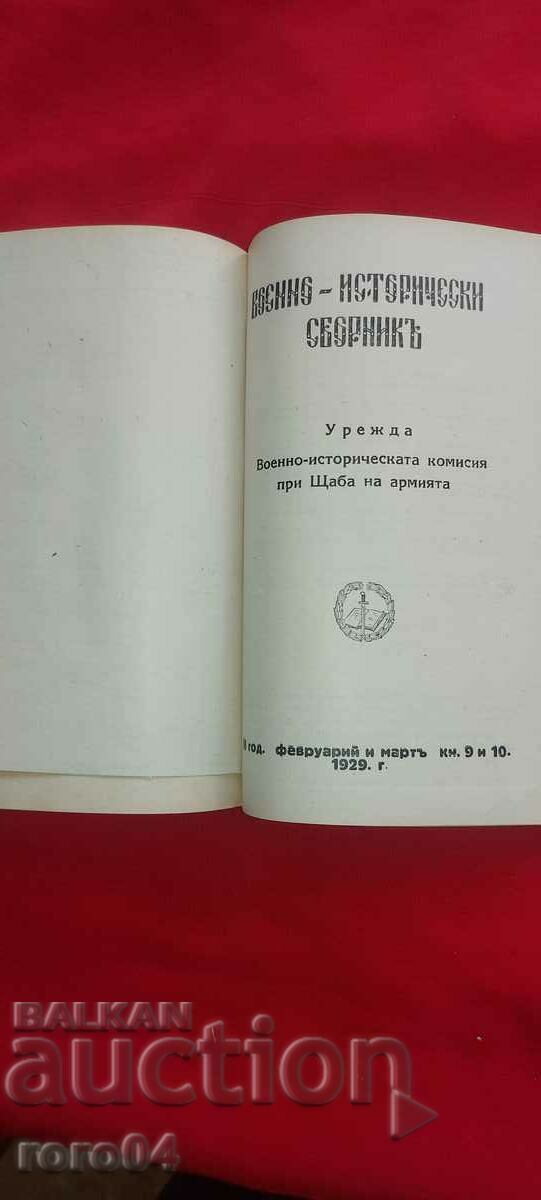 ВОЕННО - ИСТОРИЧЕСКИ
СБОРНИКЪ
Урежда
Военно-историческата комисия
при Щаба на армията
год. февруарий и мартъ кн. 9 и 10.
1929. г.
BALKAN
auction
roro04